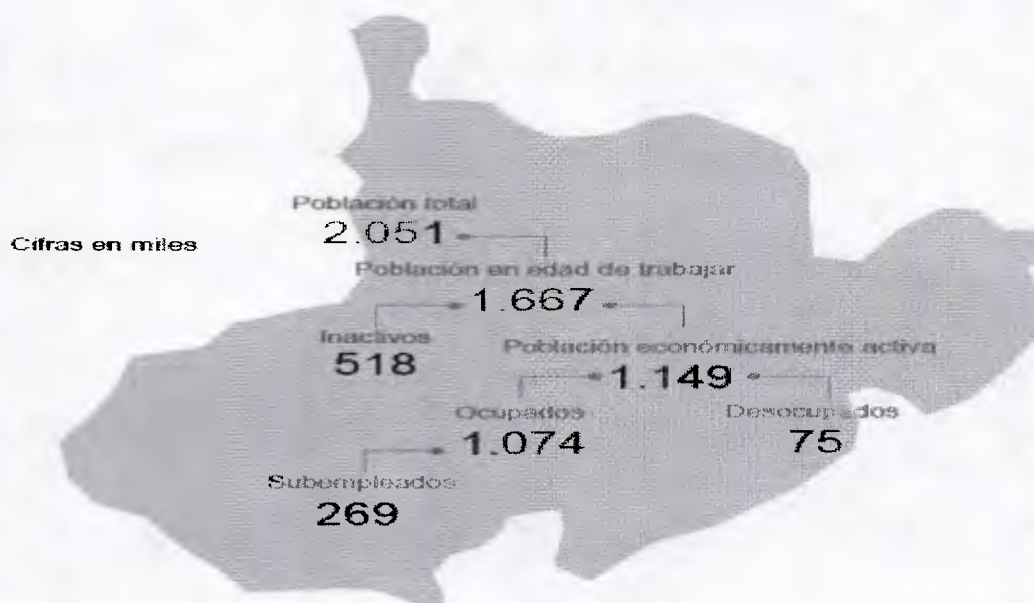 Población total
2.051
Cifras en miles
Población en edad de trabajar
1.667
Inactivos
518
Población económicamente activa
1.149
Ocupados
1.074
Desocupados
75
Subempleados
269